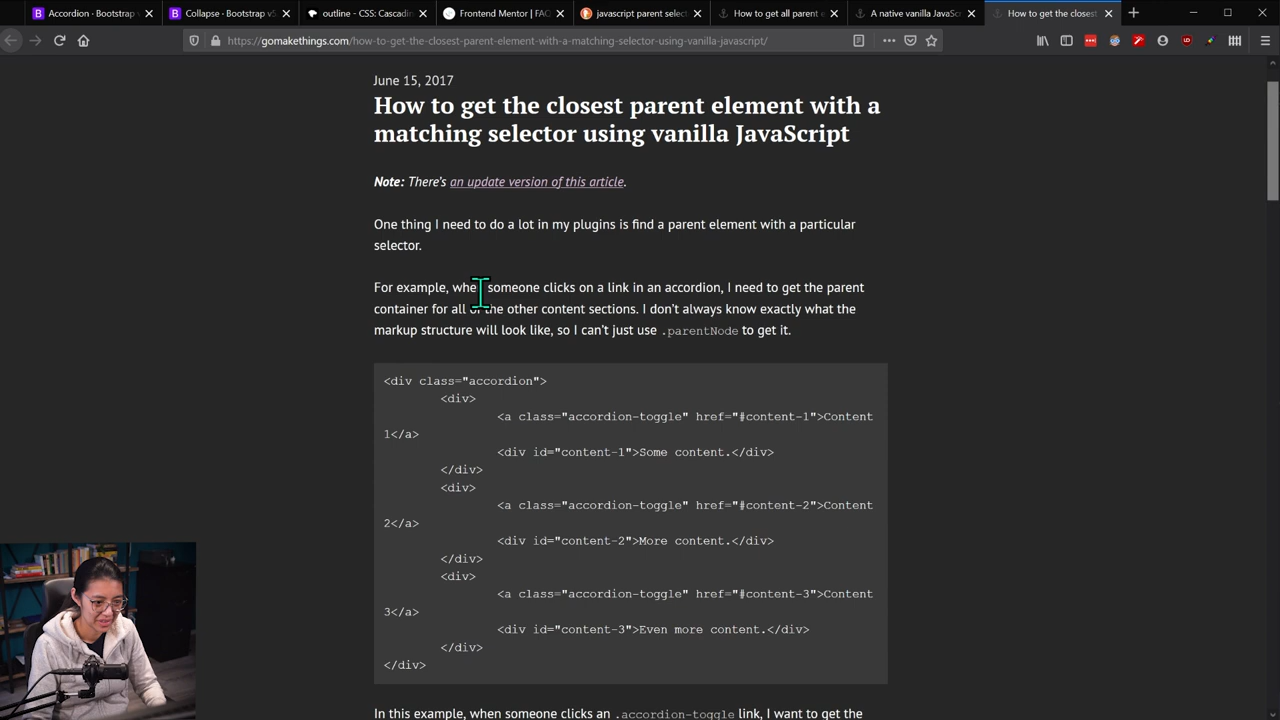 Accordion · Bootstrap
Collapse · Bootstrap v5
outline - CSS: Cascadin
Frontend Mentor | FAQ
javascript parent select
How to get all parent e
A native vanilla JavaSc
How to get the closest
https://gomakethings.com/how-to-get-the-closest-parent-element-with-a-matching-selector-using-vanilla-javascript/
June 15, 2017
How to get the closest parent element with a
matching selector using vanilla JavaScript
Note: There's an update version of this article.
One thing I need to do a lot in my plugins is find a parent element with a particular
selector.
For example, when someone clicks on a link in an accordion, I need to get the parent
container for all of the other content sections. I don't always know exactly what the
markup structure will look like, so I can't just use .parentNode to get it.
<div class="accordion">
<div>
<a class="accordion-toggle" href="#content-1">Content
1</a>
<div id="content-1">Some content.</div>
</div>
<div>
<a class="accordion-toggle" href="#content-2">Content
2</a>
<div id="content-2">More content.</div>
</div>
<div>
<a class="accordion-toggle" href="#content-3">Content
3</a>
<div id="content-3">Even more content.</div>
</div>
</div>
In this example, when someone clicks an .accordion-toggle link, I want to get the